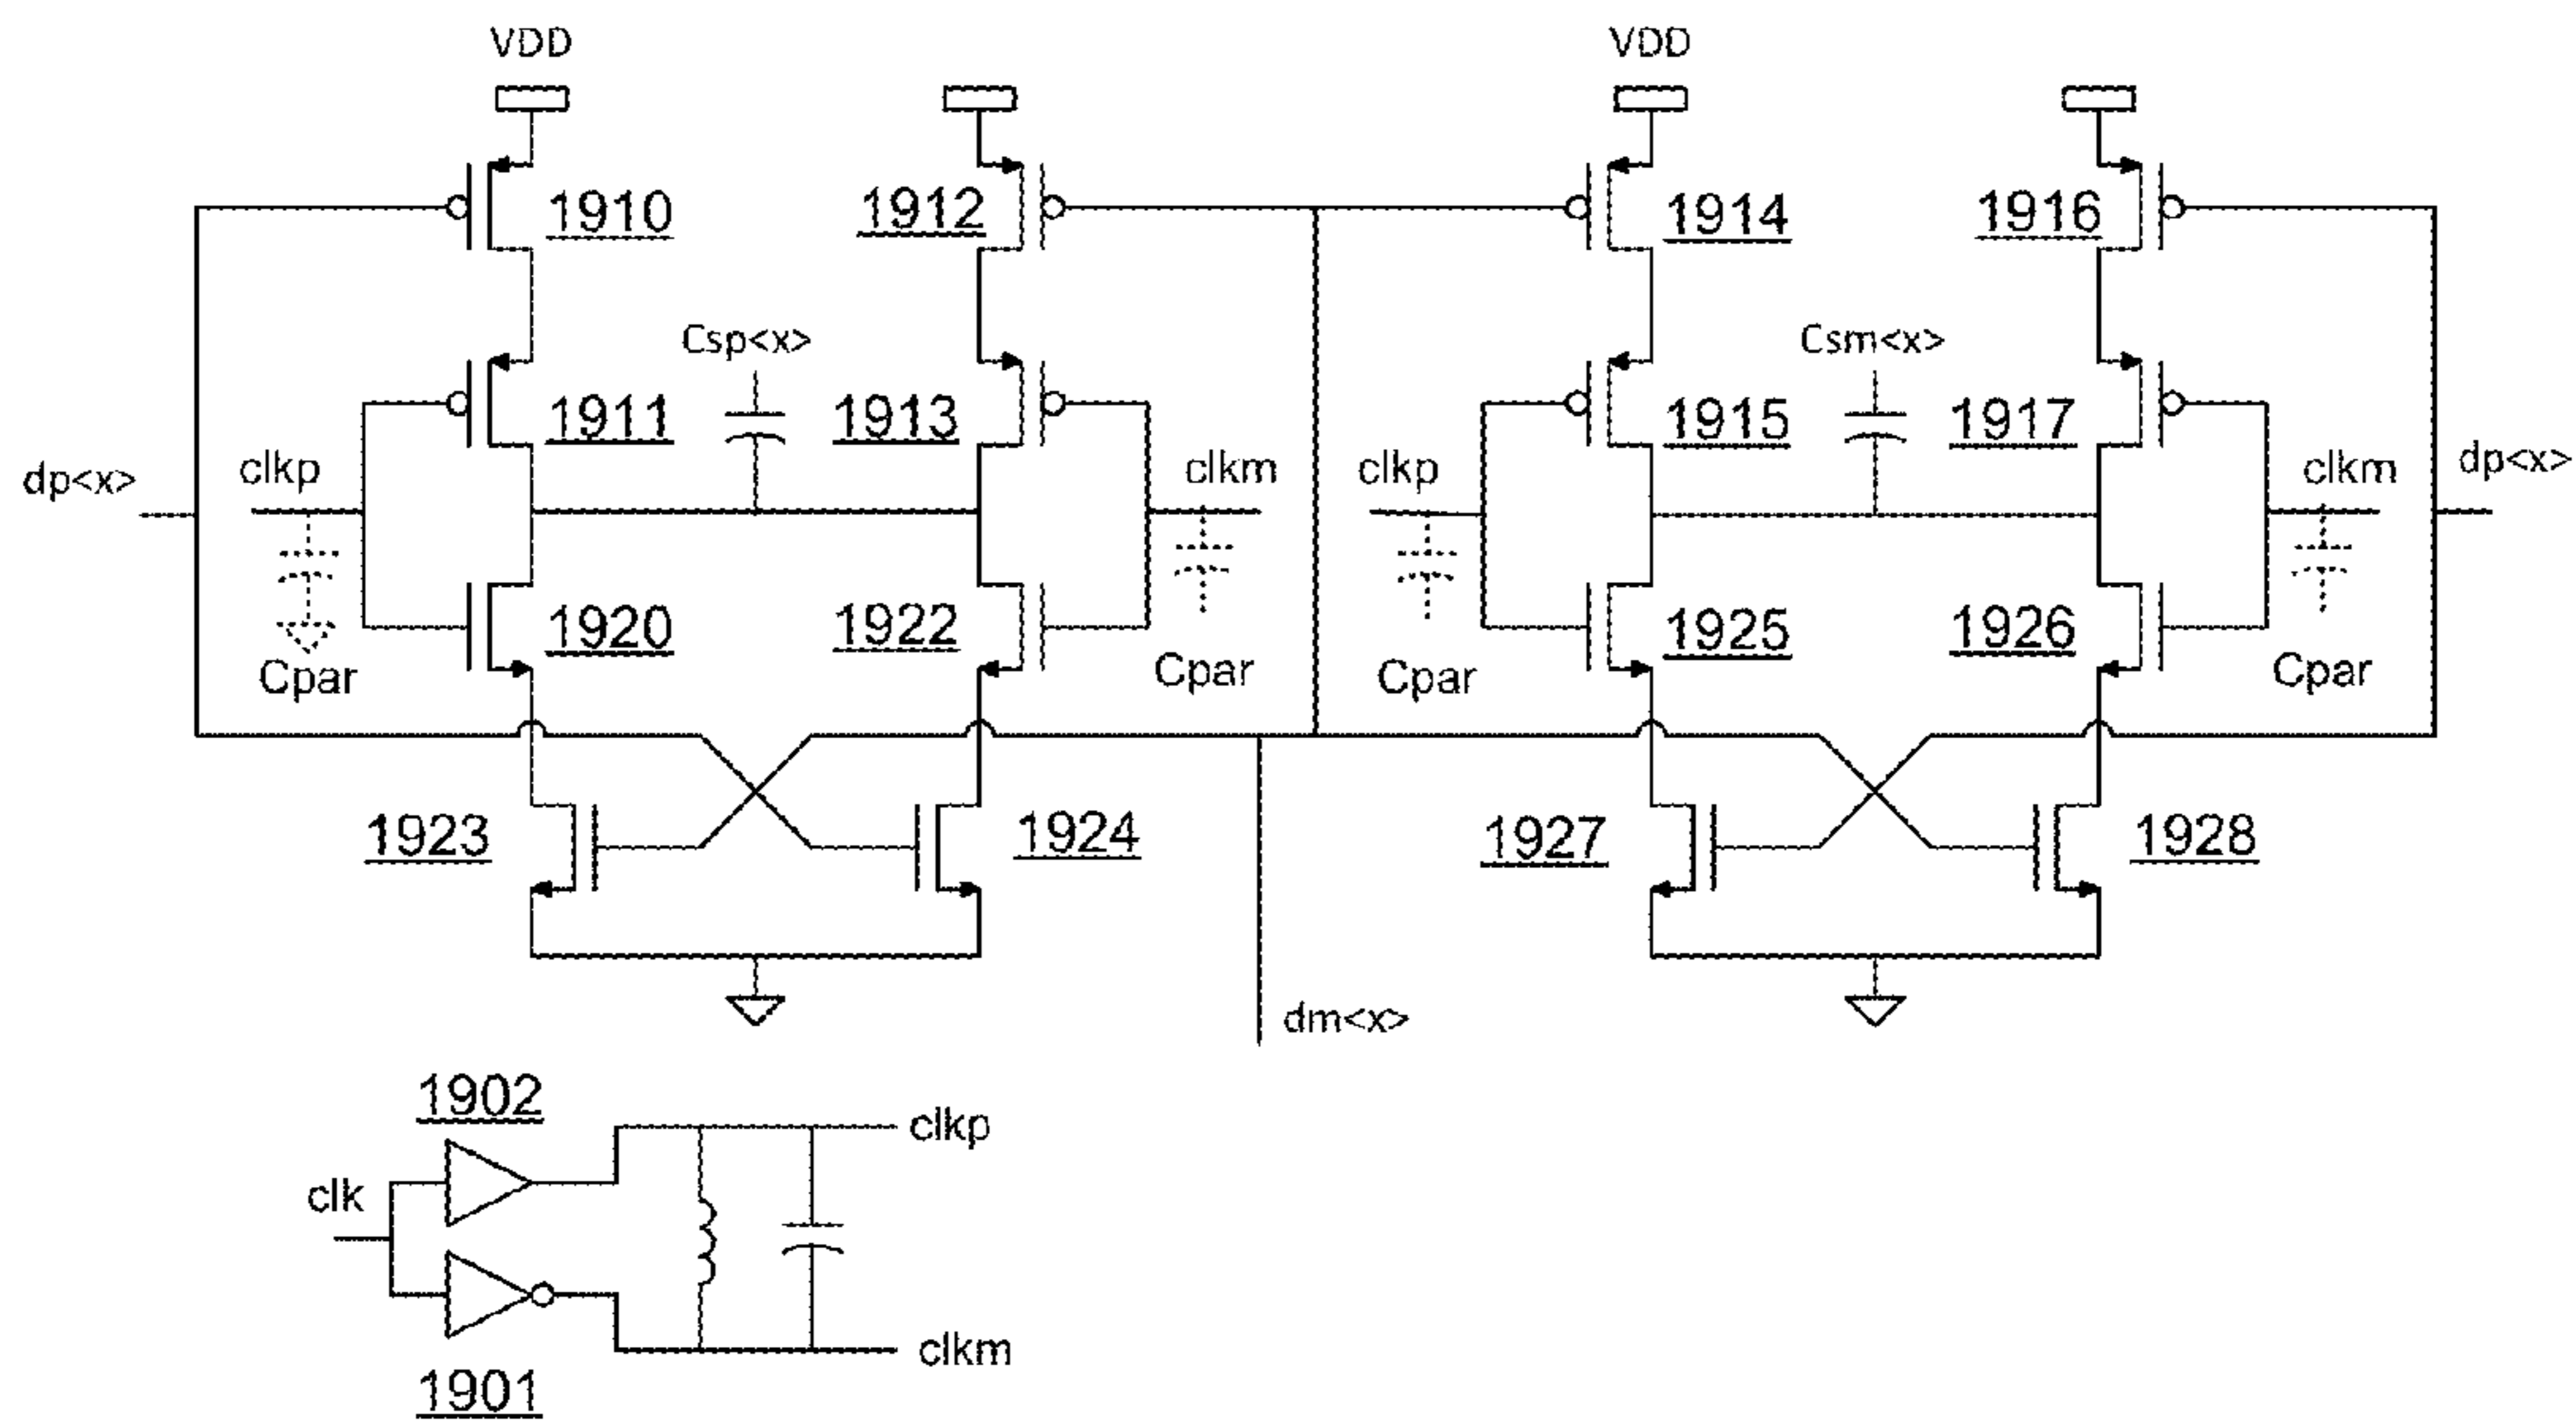 VDD VDD
1910 1912 1914 1916
Csp<x> Csm<x>
1911 1913 1915 1917
dp<x> clkp clkm clkp clkm dp<x>
1920 1922 1925 1926
Cpar Cpar Cpar Cpar
1923 1924 1927 1928
dm<x>
1902
clkp
clk
clkm
1901